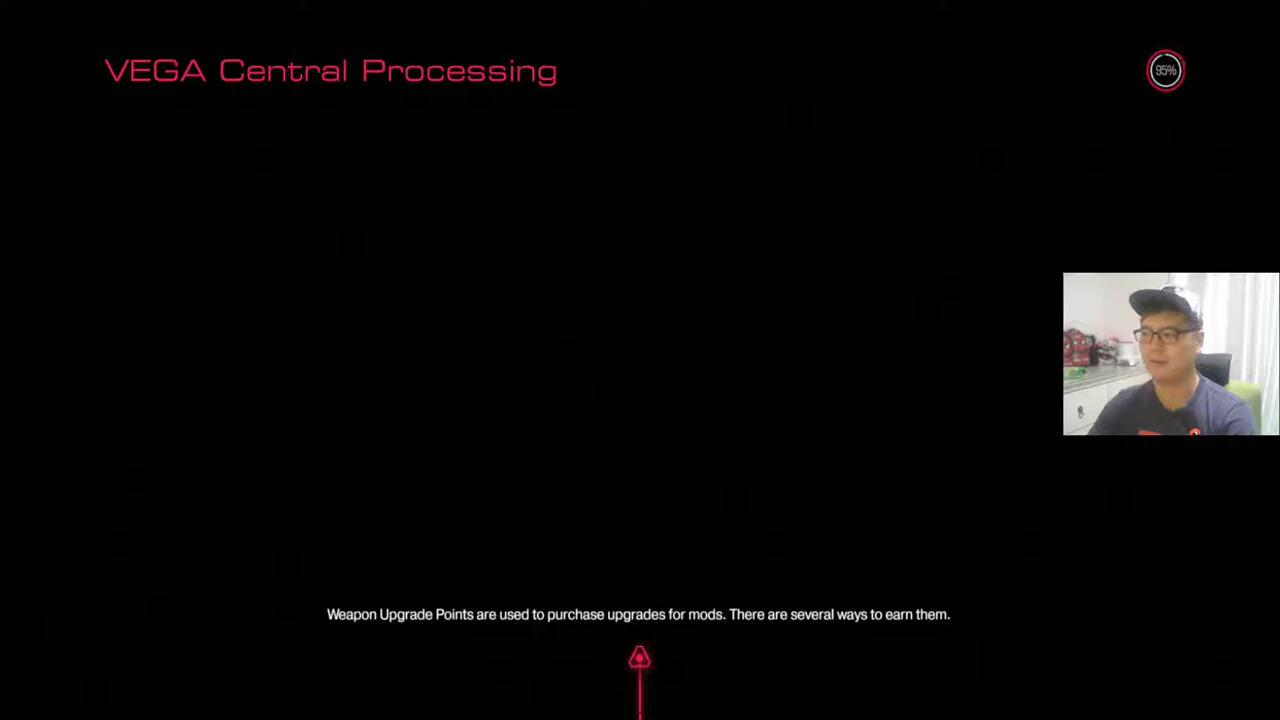 VEGA Central Processing
95%
Weapon Upgrade Points are used to purchase upgrades for mods. There are several ways to earn them.